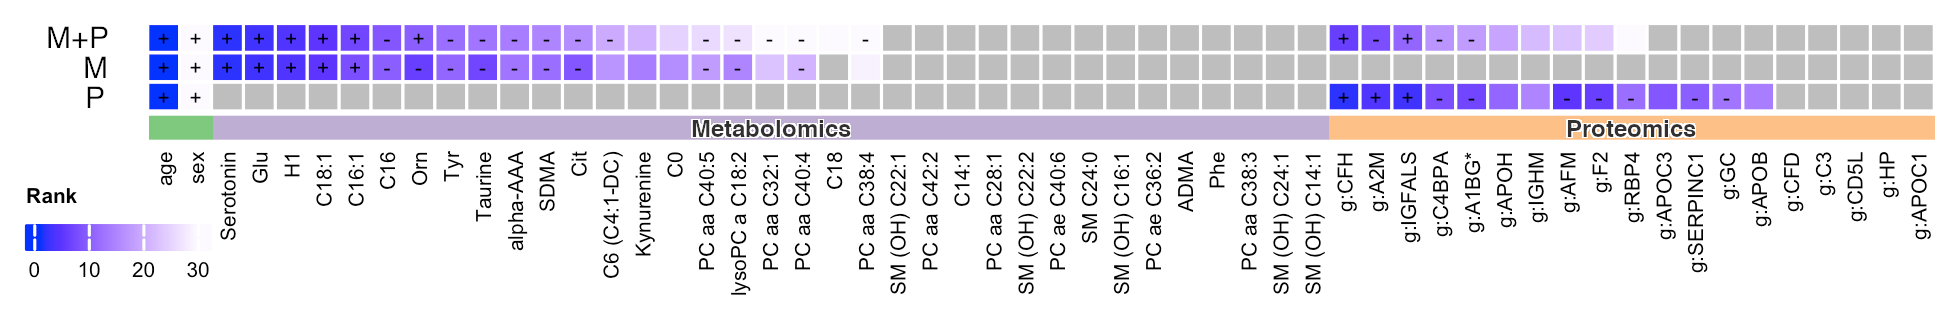 M+P + + + + + + + - + - - - - - - - - - - - + - + - -
M + + + + + + + - - - - - - - - - -
P + + + + + - - - - - - -
Metabolomics Proteomics
age
sex
Serotonin
Glu
H1
C18:1
C16:1
C16
Orn
Tyr
Taurine
alpha-AAA
SDMA
Cit
C6 (C4:1-DC)
Kynurenine
C0
PC aa C40:5
lysoPC a C18:2
PC aa C32:1
PC aa C40:4
C18
PC aa C38:4
SM (OH) C22:1
PC aa C42:2
C14:1
PC aa C28:1
SM (OH) C22:2
PC ae C40:6
SM C24:0
SM (OH) C16:1
PC ae C36:2
ADMA
Phe
PC aa C38:3
SM (OH) C24:1
SM (OH) C14:1
g:CFH
g:A2M
g:IGFALS
g:C4BPA
g:A1BG*
g:APOH
g:IGHM
g:AFM
g:F2
g:RBP4
g:APOC3
g:SERPINC1
g:GC
g:APOB
g:CFD
g:C3
g:CD5L
g:HP
g:APOC1
Rank
0 10 20 30